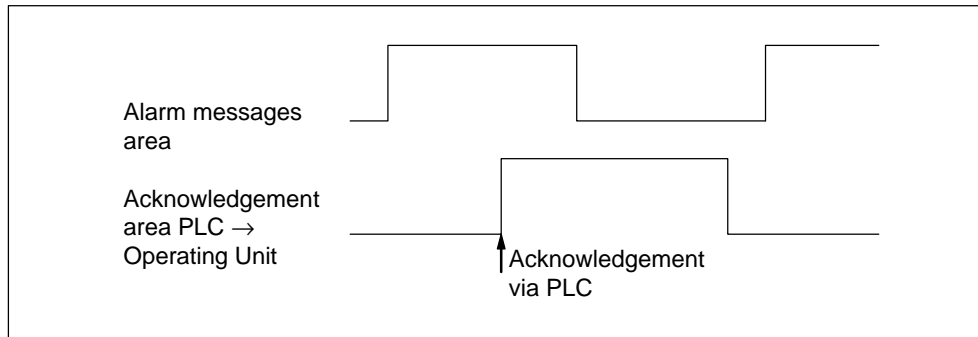 Alarm messages
area
Acknowledgement
area PLC →
Operating Unit
Acknowledgement
via PLC